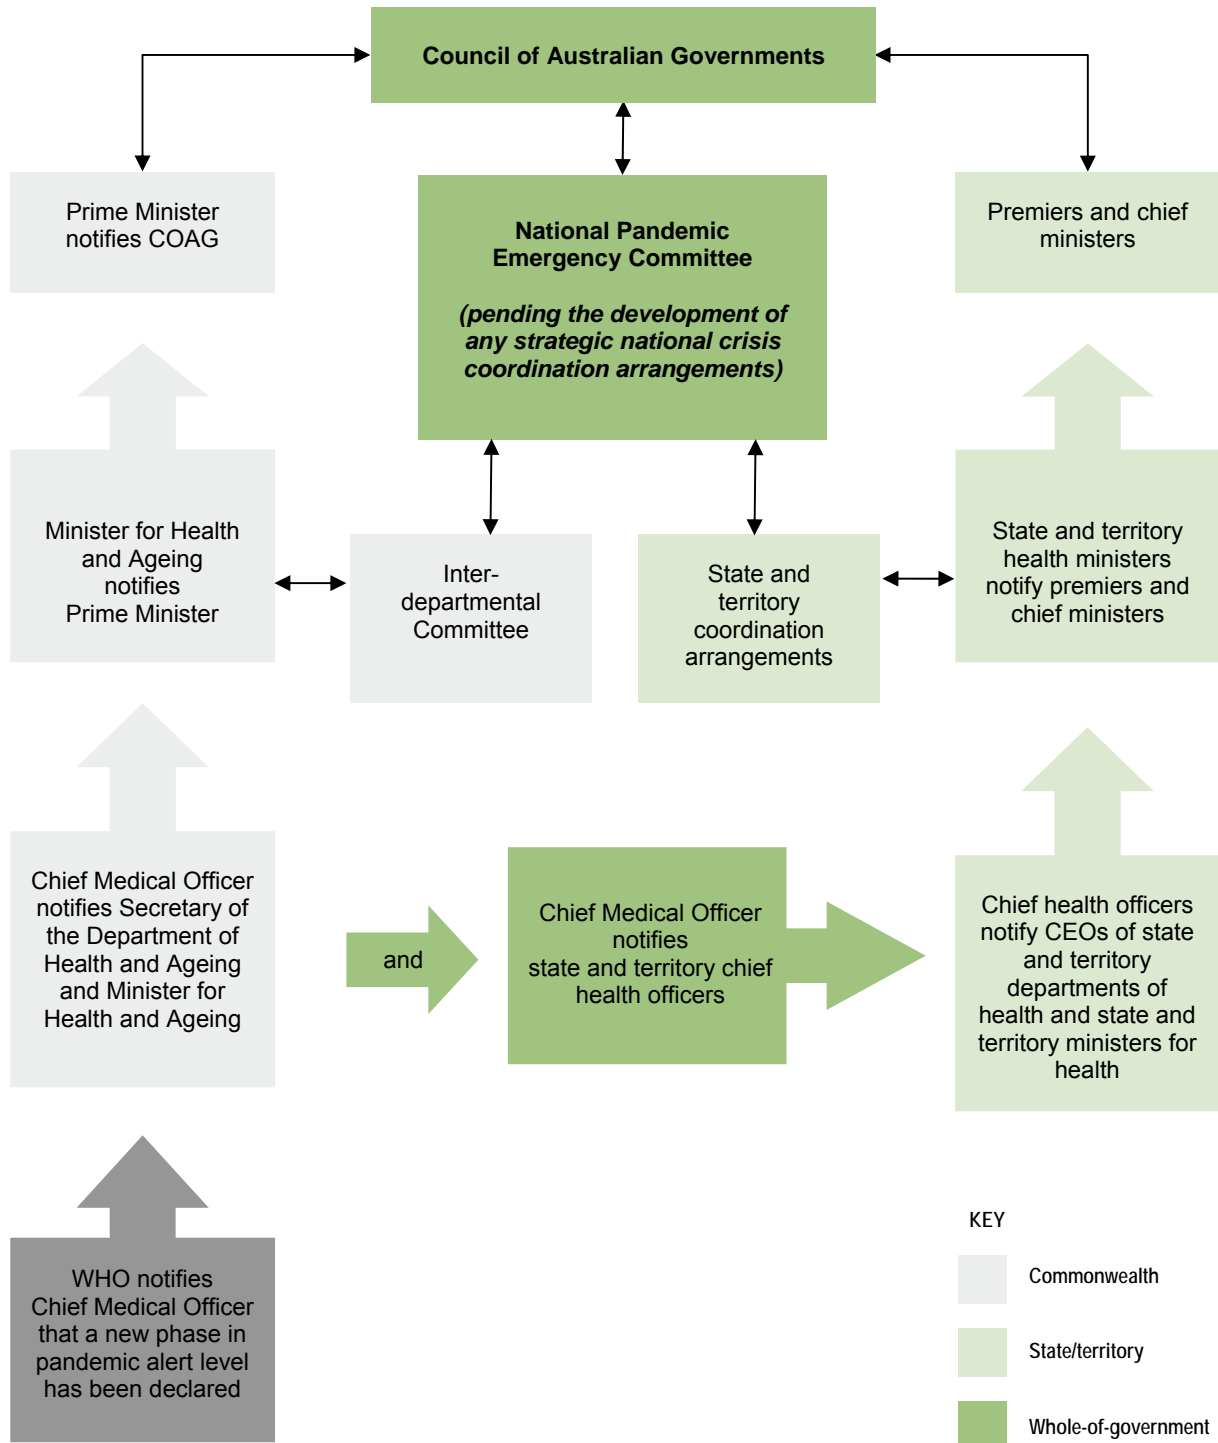 Council of Australian Governments
Prime Minister
notifies COAG
National Pandemic
Emergency Committee
(pending the development of
any strategic national crisis
coordination arrangements)
Premiers and chief
ministers
Minister for Health
and Ageing
notifies
Prime Minister
Inter-
departmental
Committee
State and
territory
coordination
arrangements
State and territory
health ministers
notify premiers and
chief ministers
Chief Medical Officer
notifies Secretary of
the Department of
Health and Ageing
and Minister for
Health and Ageing
and
Chief Medical Officer
notifies
state and territory chief
health officers
Chief health officers
notify CEOs of state
and territory
departments of
health and state and
territory ministers for
health
WHO notifies
Chief Medical Officer
that a new phase in
pandemic alert level
has been declared
KEY
Commonwealth
State/territory
Whole-of-government